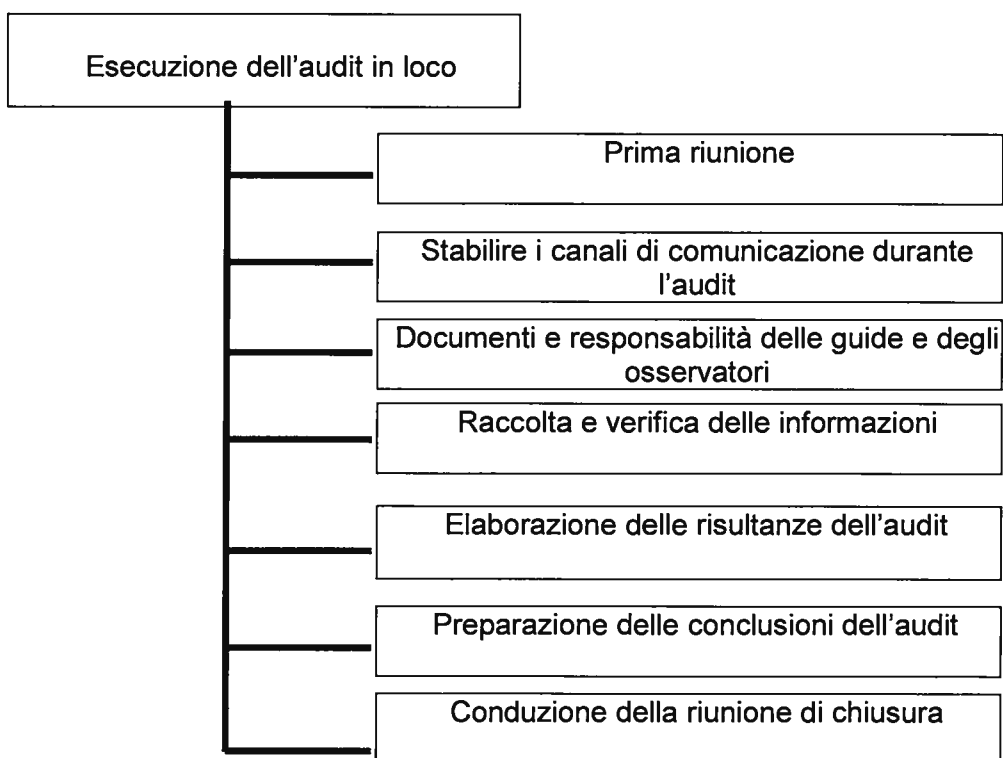 Esecuzione dell'audit in loco
Prima riunione
Stabilire i canali di comunicazione durante
l'audit
Documenti e responsabilità delle guide e degli
osservatori
Raccolta e verifica delle informazioni
Elaborazione delle risultanze dell'audit
Preparazione delle conclusioni dell'audit
Conduzione della riunione di chiusura